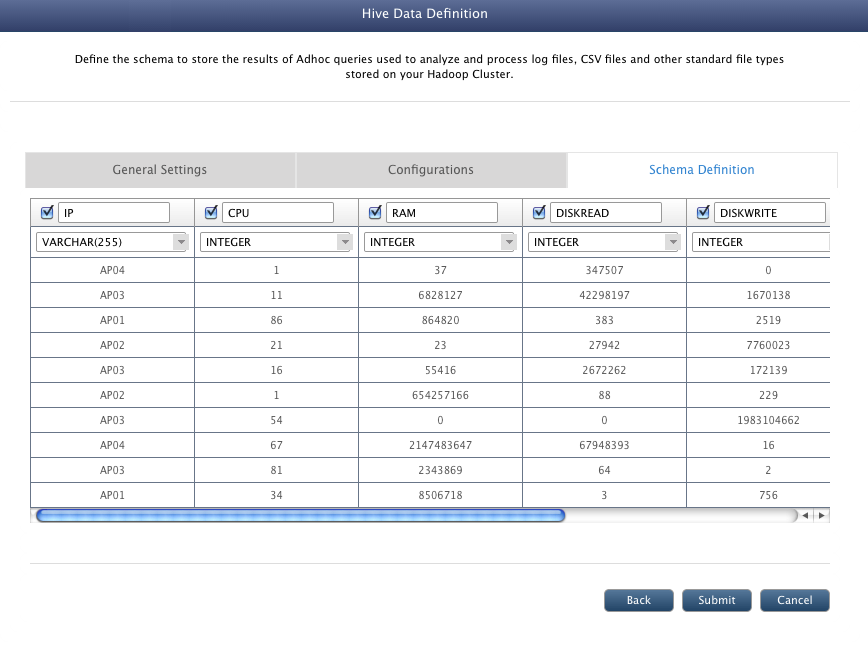 Hive Data Definition
Define the schema to store the results of Adhoc queries used to analyze and process log files, CSV files and other standard file types
stored on your Hadoop Cluster.
General Settings Configurations Schema Definition
IP CPU RAM DISKREAD DISKWRITE
VARCHAR(255) INTEGER INTEGER INTEGER INTEGER
AP04 1 37 347507 0
AP03 11 6828127 42298197 1670138
AP01 86 864820 383 2519
AP02 21 23 27942 7760023
AP03 16 55416 2672262 172139
AP02 1 654257166 88 229
AP03 54 0 0 1983104662
AP04 67 2147483647 67948393 16
AP03 81 2343869 64 2
AP01 34 8506718 3 756
Back Submit Cancel